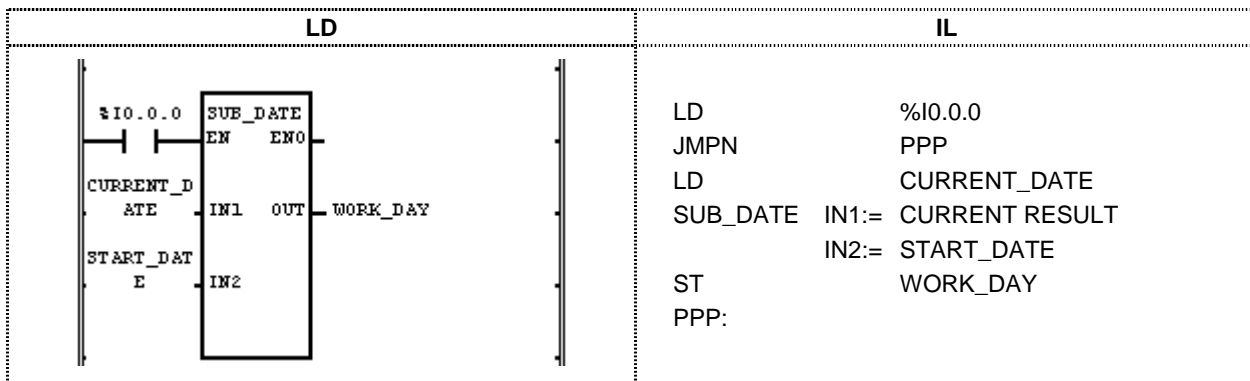 LD
IL
%I0.0.0
SUB_DATE
EN ENO
CURRENT_D
ATE
IN1 OUT
WORK_DAY
START_DAT
E
IN2
LD %I0.0.0
JMPN PPP
LD CURRENT_DATE
SUB_DATE IN1:= CURRENT RESULT
IN2:= START_DATE
ST WORK_DAY
PPP: